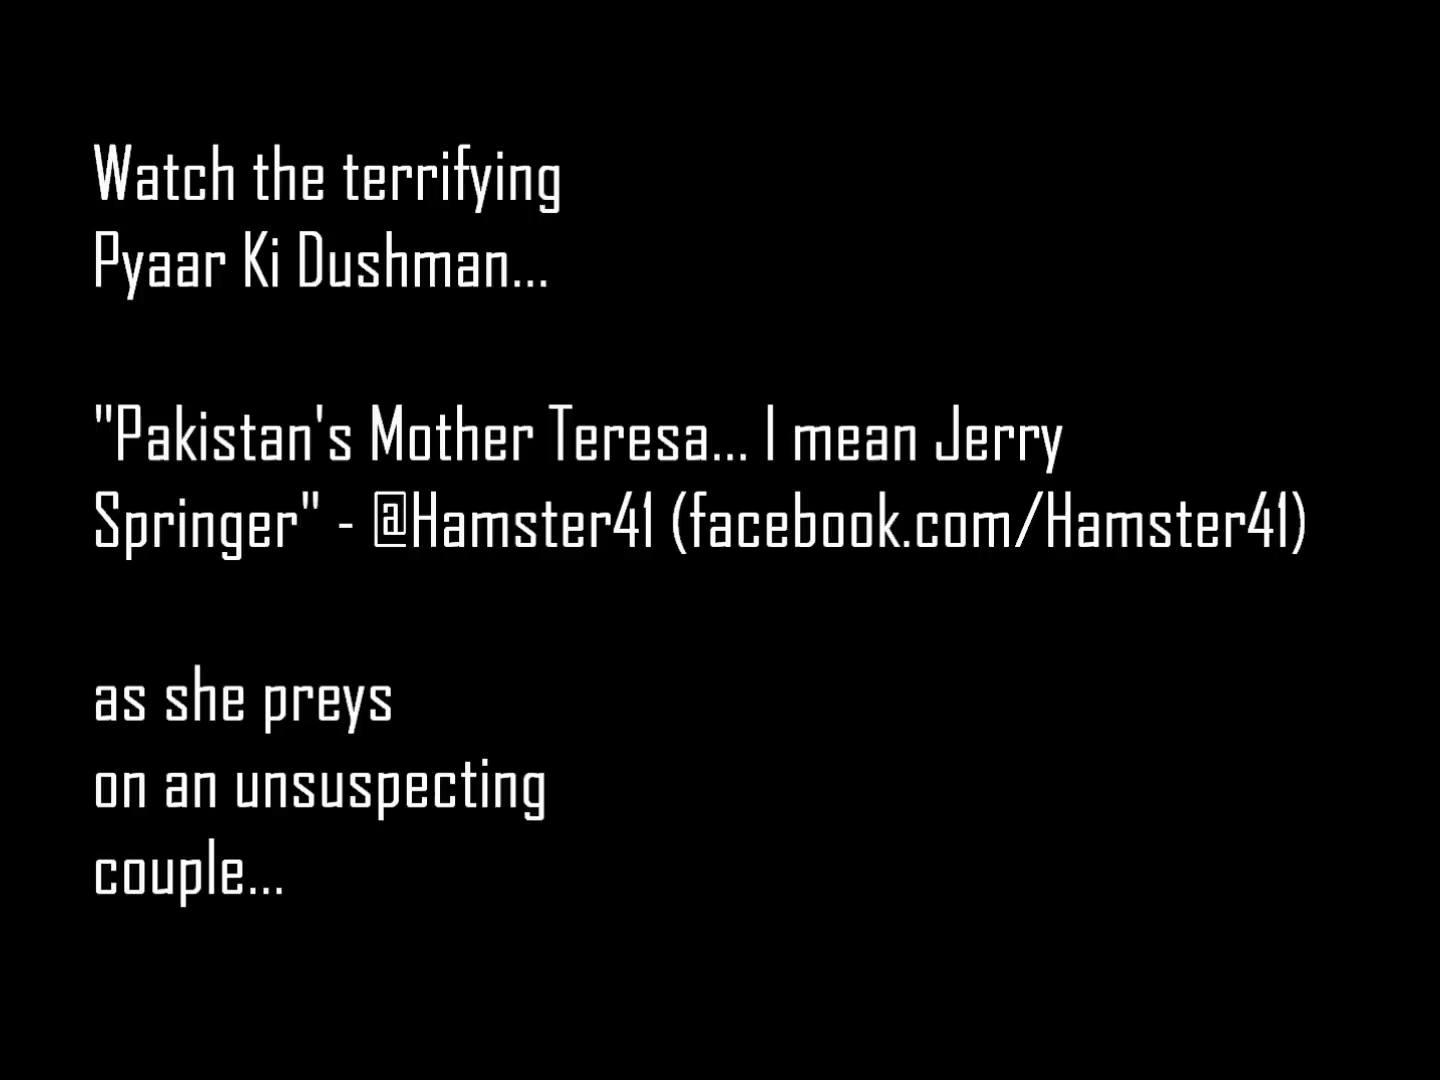 Watch the terrifying
Pyaar Ki Dushman...
"Pakistan's Mother Teresa... I mean Jerry
Springer" - @Hamster41 (facebook.com/Hamster41)
as she preys
on an unsuspecting
couple...